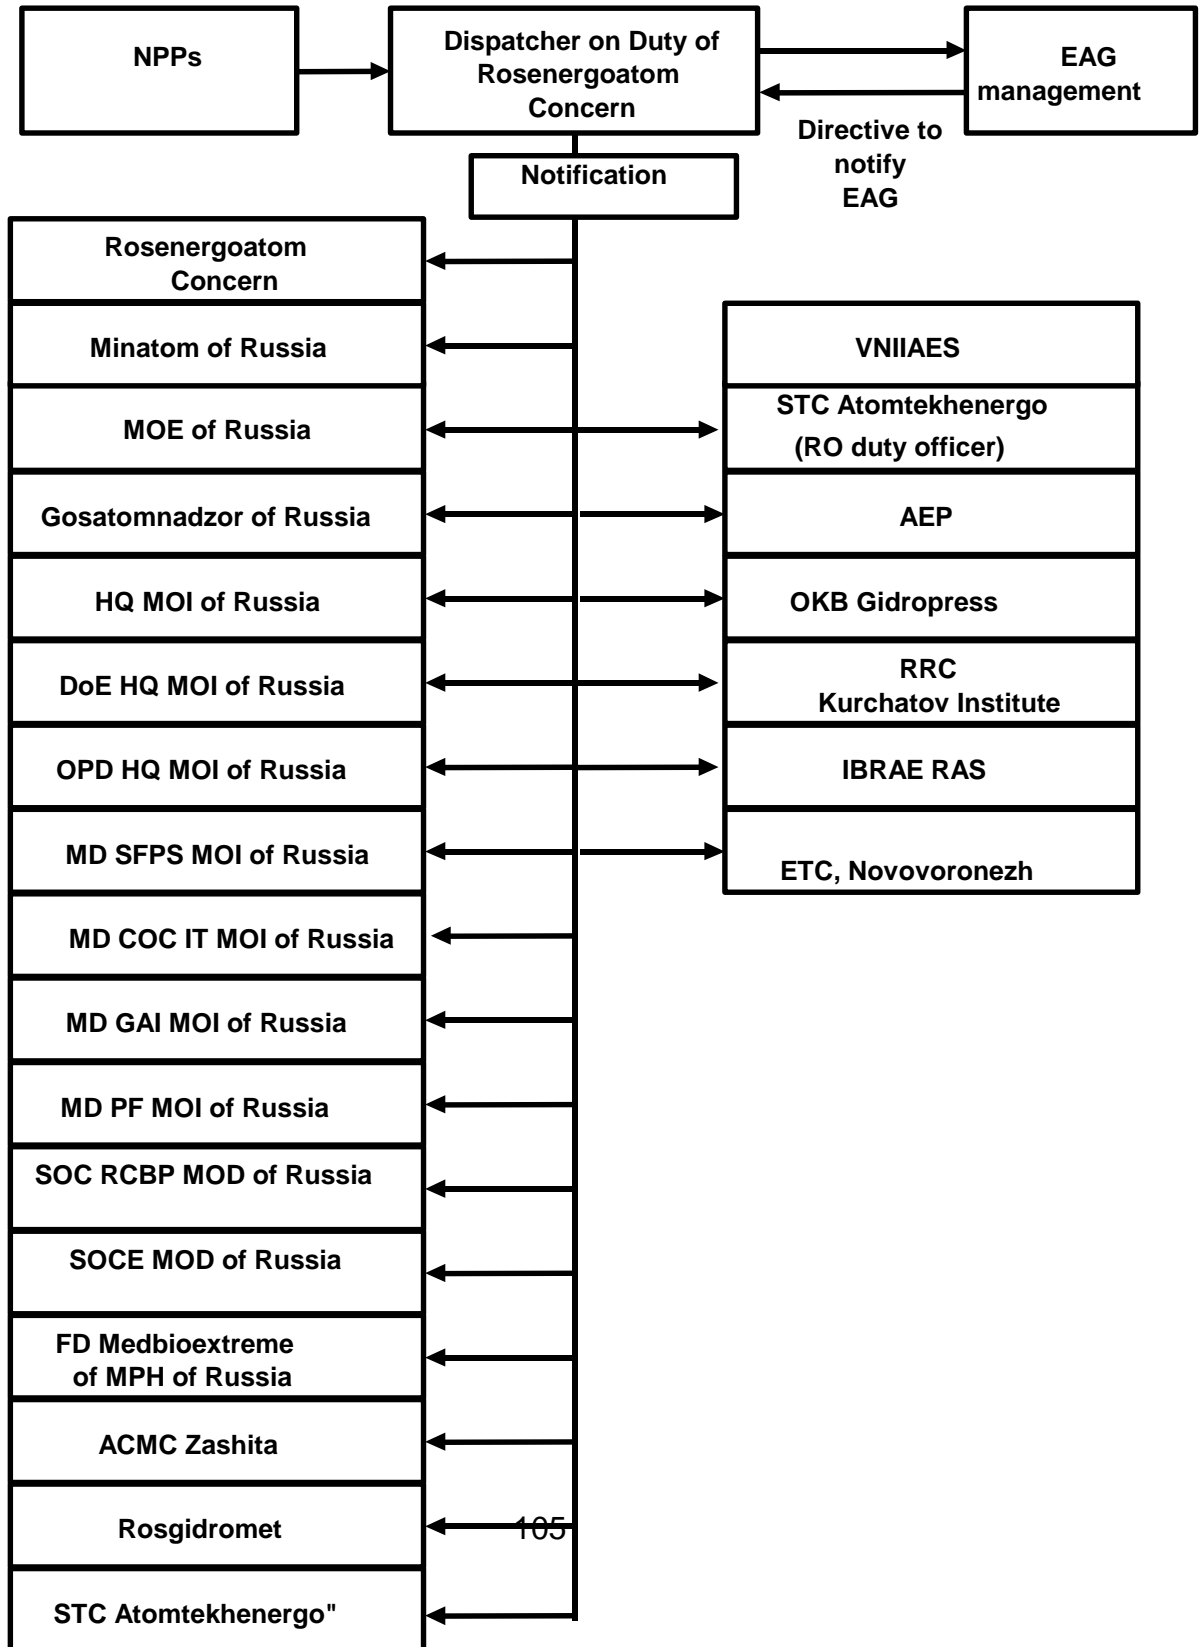 NPPs
Dispatcher on Duty of
Rosenergoatom
Concern
EAG
management
Directive to
notify
EAG
Notification
Rosenergoatom
Concern
Minatom of Russia
MOE of Russia
Gosatomnadzor of Russia
HQ MOI of Russia
DoE HQ MOI of Russia
OPD HQ MOI of Russia
MD SFPS MOI of Russia
MD COC IT MOI of Russia
MD GAI MOI of Russia
MD PF MOI of Russia
SOC RCBP MOD of Russia
SOCE MOD of Russia
FD Medbioextreme
of MPH of Russia
ACMC Zashita
Rosgidromet
STC Atomtekhenergo"
VNIIAES
STC Atomtekhenergo
(RO duty officer)
AEP
OKB Gidropress
RRC
Kurchatov Institute
IBRAE RAS
ETC, Novovoronezh
105